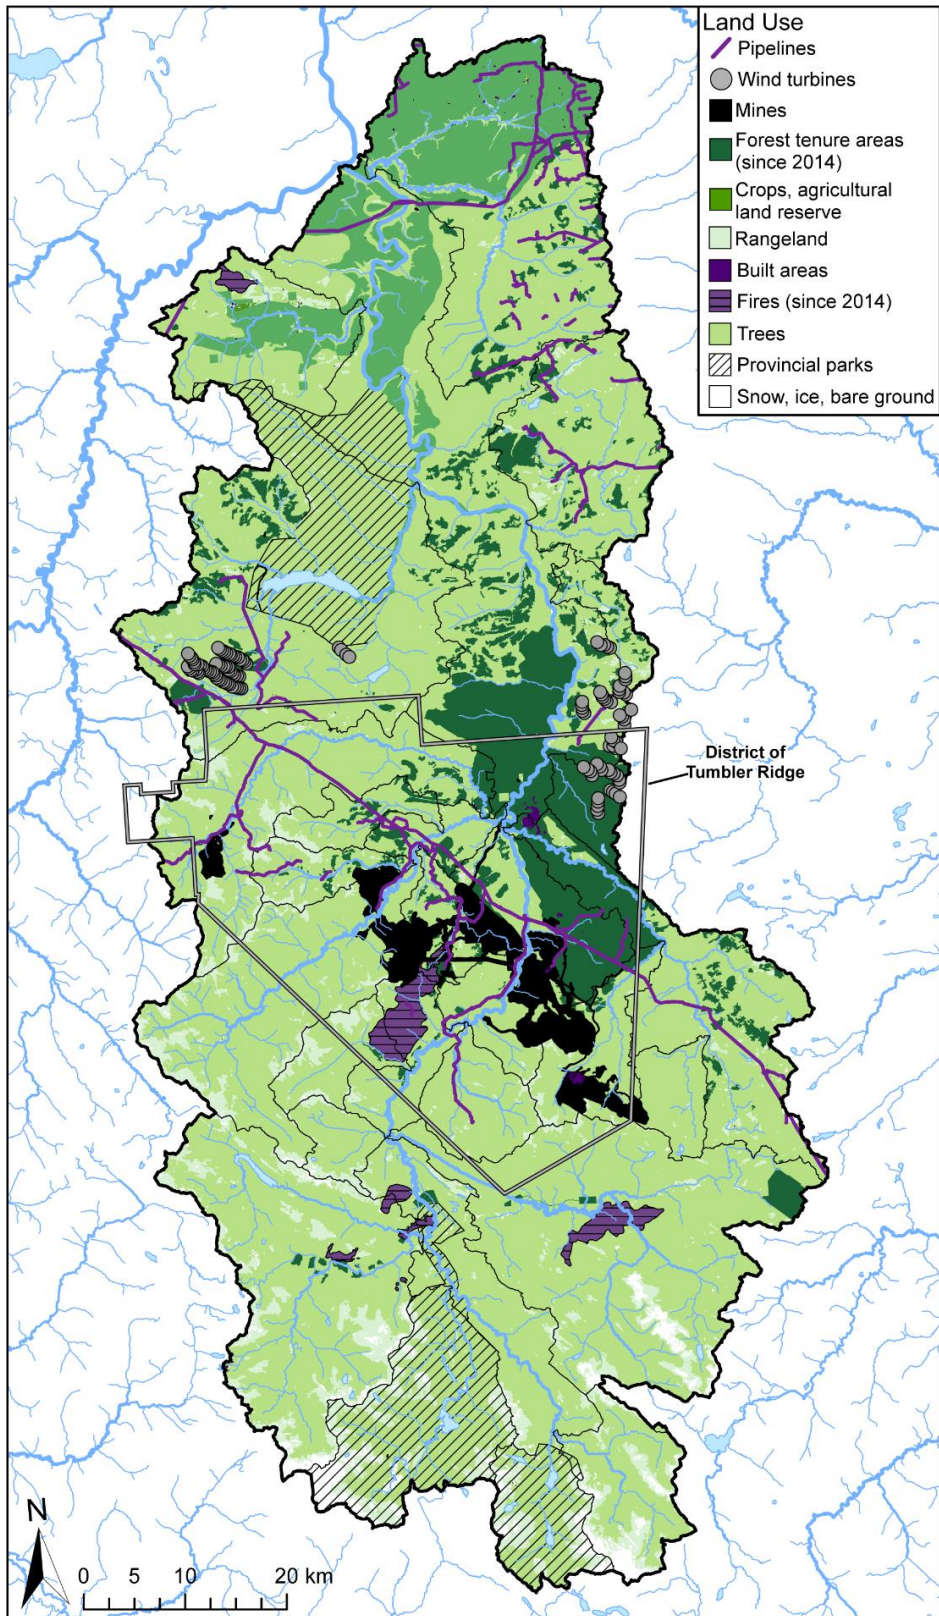 Land Use
Pipelines
Wind turbines
Mines
Forest tenure areas
(since 2014)
Crops, agricultural
land reserve
Rangeland
Built areas
Fires (since 2014)
Trees
Provincial parks
Snow, ice, bare ground
District of
Tumbler Ridge
N
0 5 10 20 km